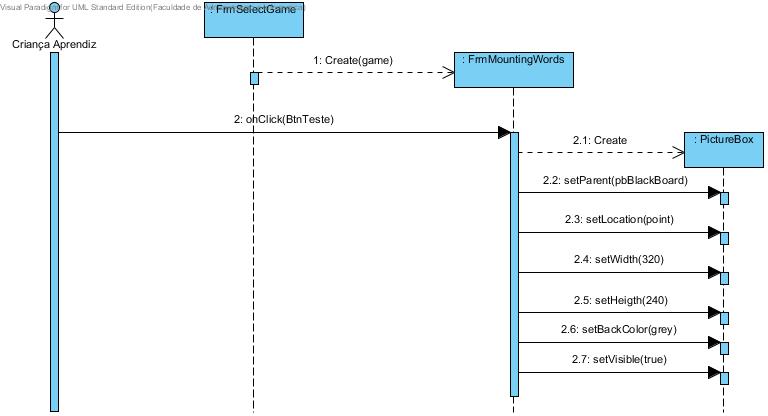 Visual Paradigm for UML Standard Edition(Faculdade de
: FrmSelectGame
Criança Aprendiz
1: Create(game)
: FrmMountingWords
2: onClick(BtnTeste)
2.1: Create
: PictureBox
2.2: setParent(pbBlackBoard)
2.3: setLocation(point)
2.4: setWidth(320)
2.5: setHeigth(240)
2.6: setBackColor(grey)
2.7: setVisible(true)